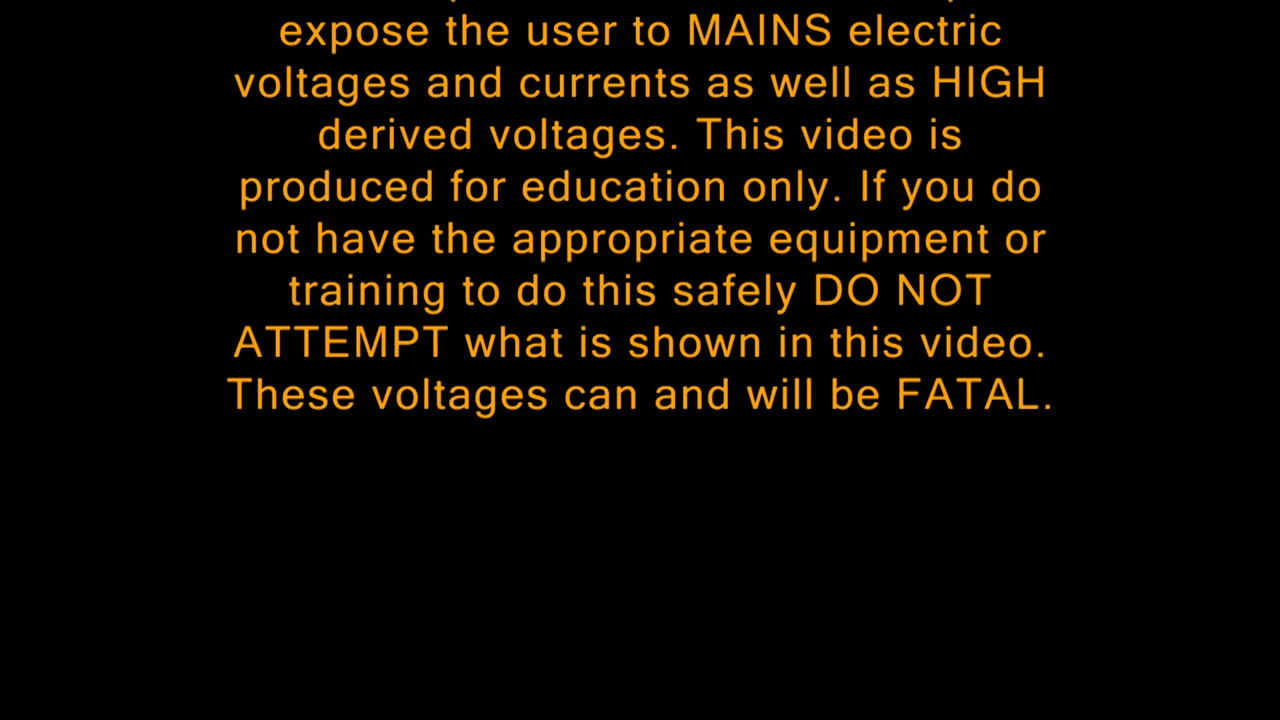 expose the user to MAINS electric
voltages and currents as well as HIGH
derived voltages. This video is
produced for education only. If you do
not have the appropriate equipment or
training to do this safely DO NOT
ATTEMPT what is shown in this video.
These voltages can and will be FATAL.